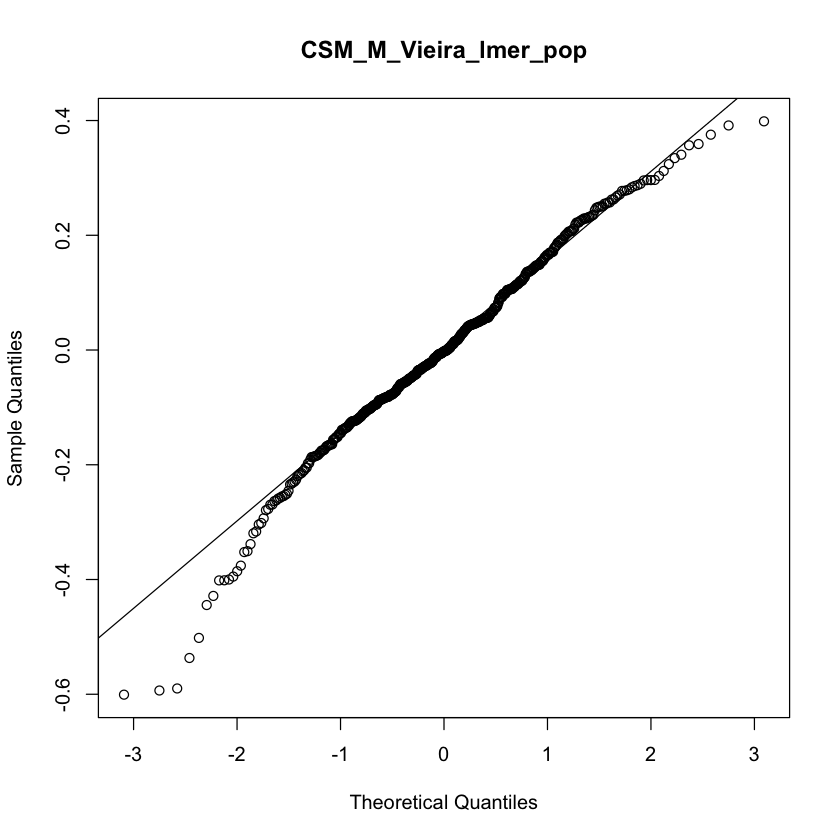 CSM_M_Vieira_lmer_pop
0.4
0.2
0.0
-0.2
-0.4
-0.6
Sample Quantiles
-3 -2 -1 0 1 2 3
Theoretical Quantiles